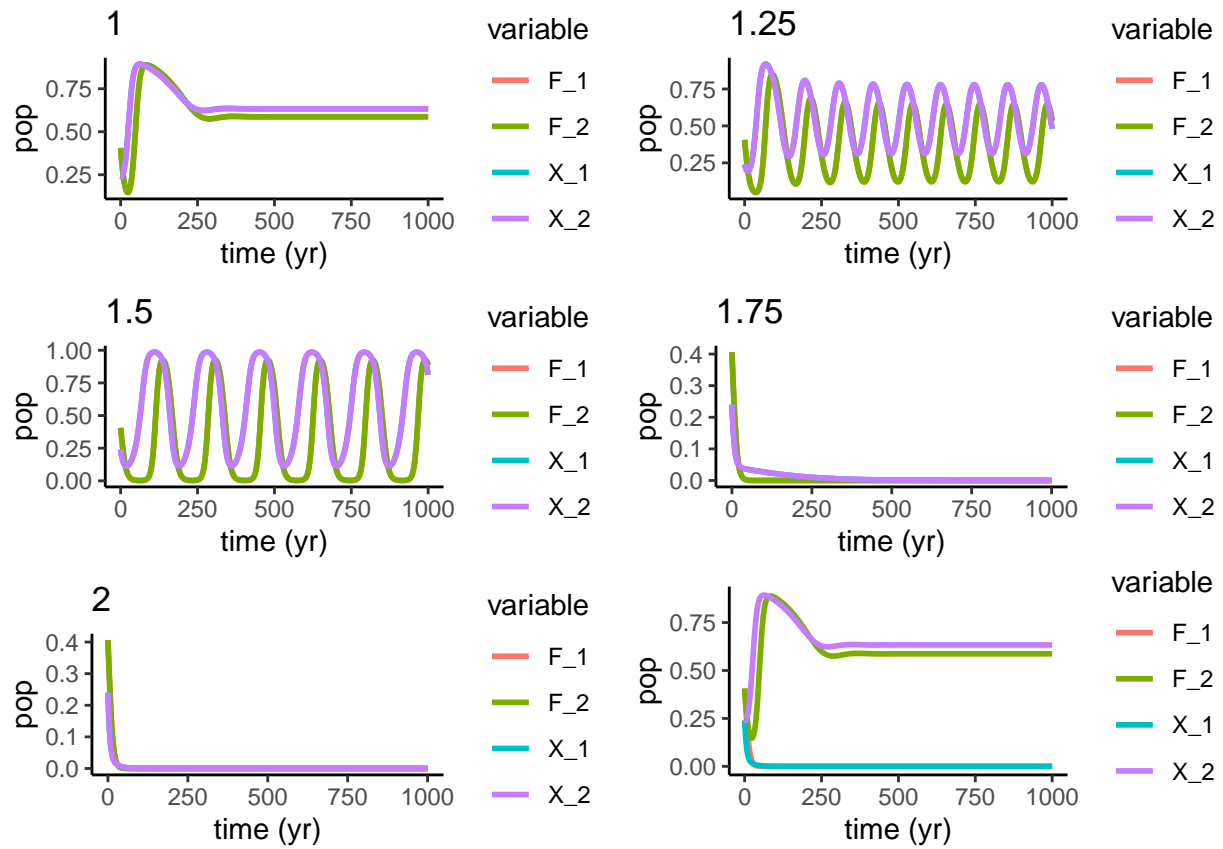 1
variable
0.75
0.50
0.25
pop
0 250 500 750 1000
time (yr)
F_1
F_2
X_1
X_2
1.25
variable
0.75
0.50
0.25
pop
0 250 500 750 1000
time (yr)
F_1
F_2
X_1
X_2
1.5
variable
1.00
0.75
0.50
0.25
0.00
pop
0 250 500 750 1000
time (yr)
F_1
F_2
X_1
X_2
1.75
variable
0.4
0.3
0.2
0.1
0.0
pop
0 250 500 750 1000
time (yr)
F_1
F_2
X_1
X_2
2
variable
0.4
0.3
0.2
0.1
0.0
pop
0 250 500 750 1000
time (yr)
F_1
F_2
X_1
X_2
variable
0.75
0.50
0.25
0.00
pop
0 250 500 750 1000
time (yr)
F_1
F_2
X_1
X_2